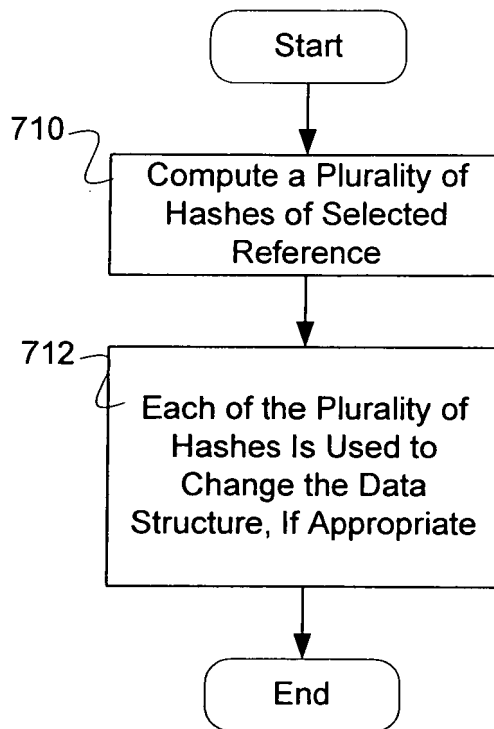 Start
710
Compute a Plurality of
Hashes of Selected
Reference
712
Each of the Plurality of
Hashes Is Used to
Change the Data
Structure, If Appropriate
End